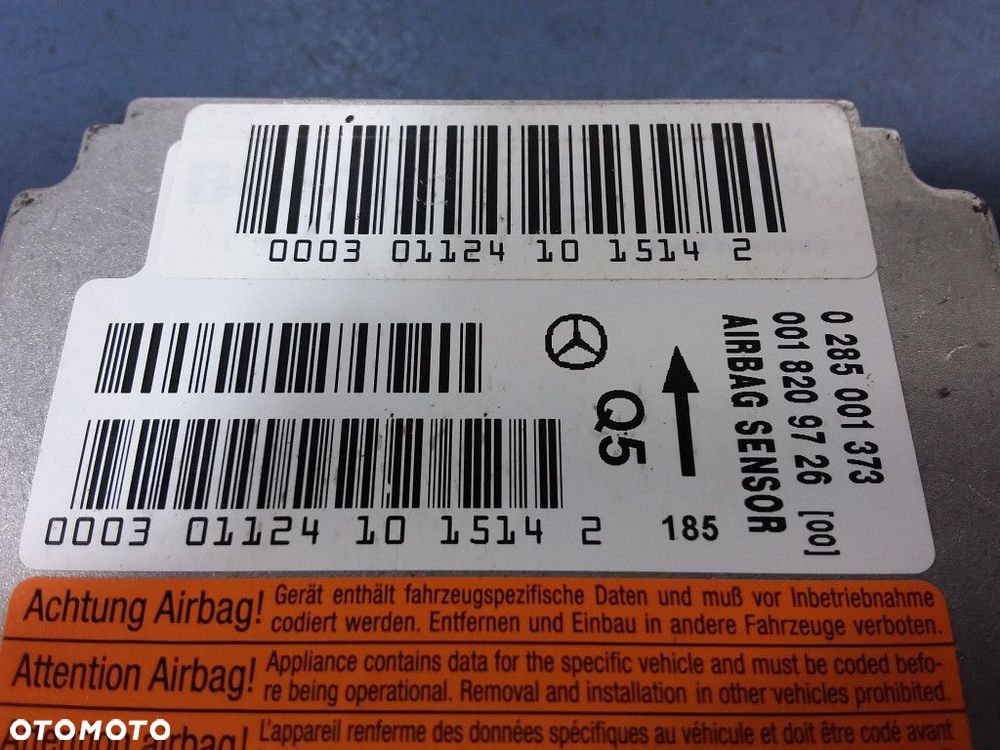 0003 01124 10 1514 2
0 285 001 373
001 820 97 26 [00]
AIRBAG SENSOR
Q5
0003 01124 10 1514 2
185
Achtung Airbag! Gerät enthält fahrzeugspezifische Daten und muß vor Inbetriebnahme
codiert werden. Entfernen und Einbau in andere Fahrzeuge verboten.
Attention Airbag! Appliance contains data for the specific vehicle and must be coded befo-
re being operational. Removal and installation in other vehicles prohibited.
Attention airbag! L'appareil renferme des données spécifiques au véhicule et doit être codé avant
OTOMOTO